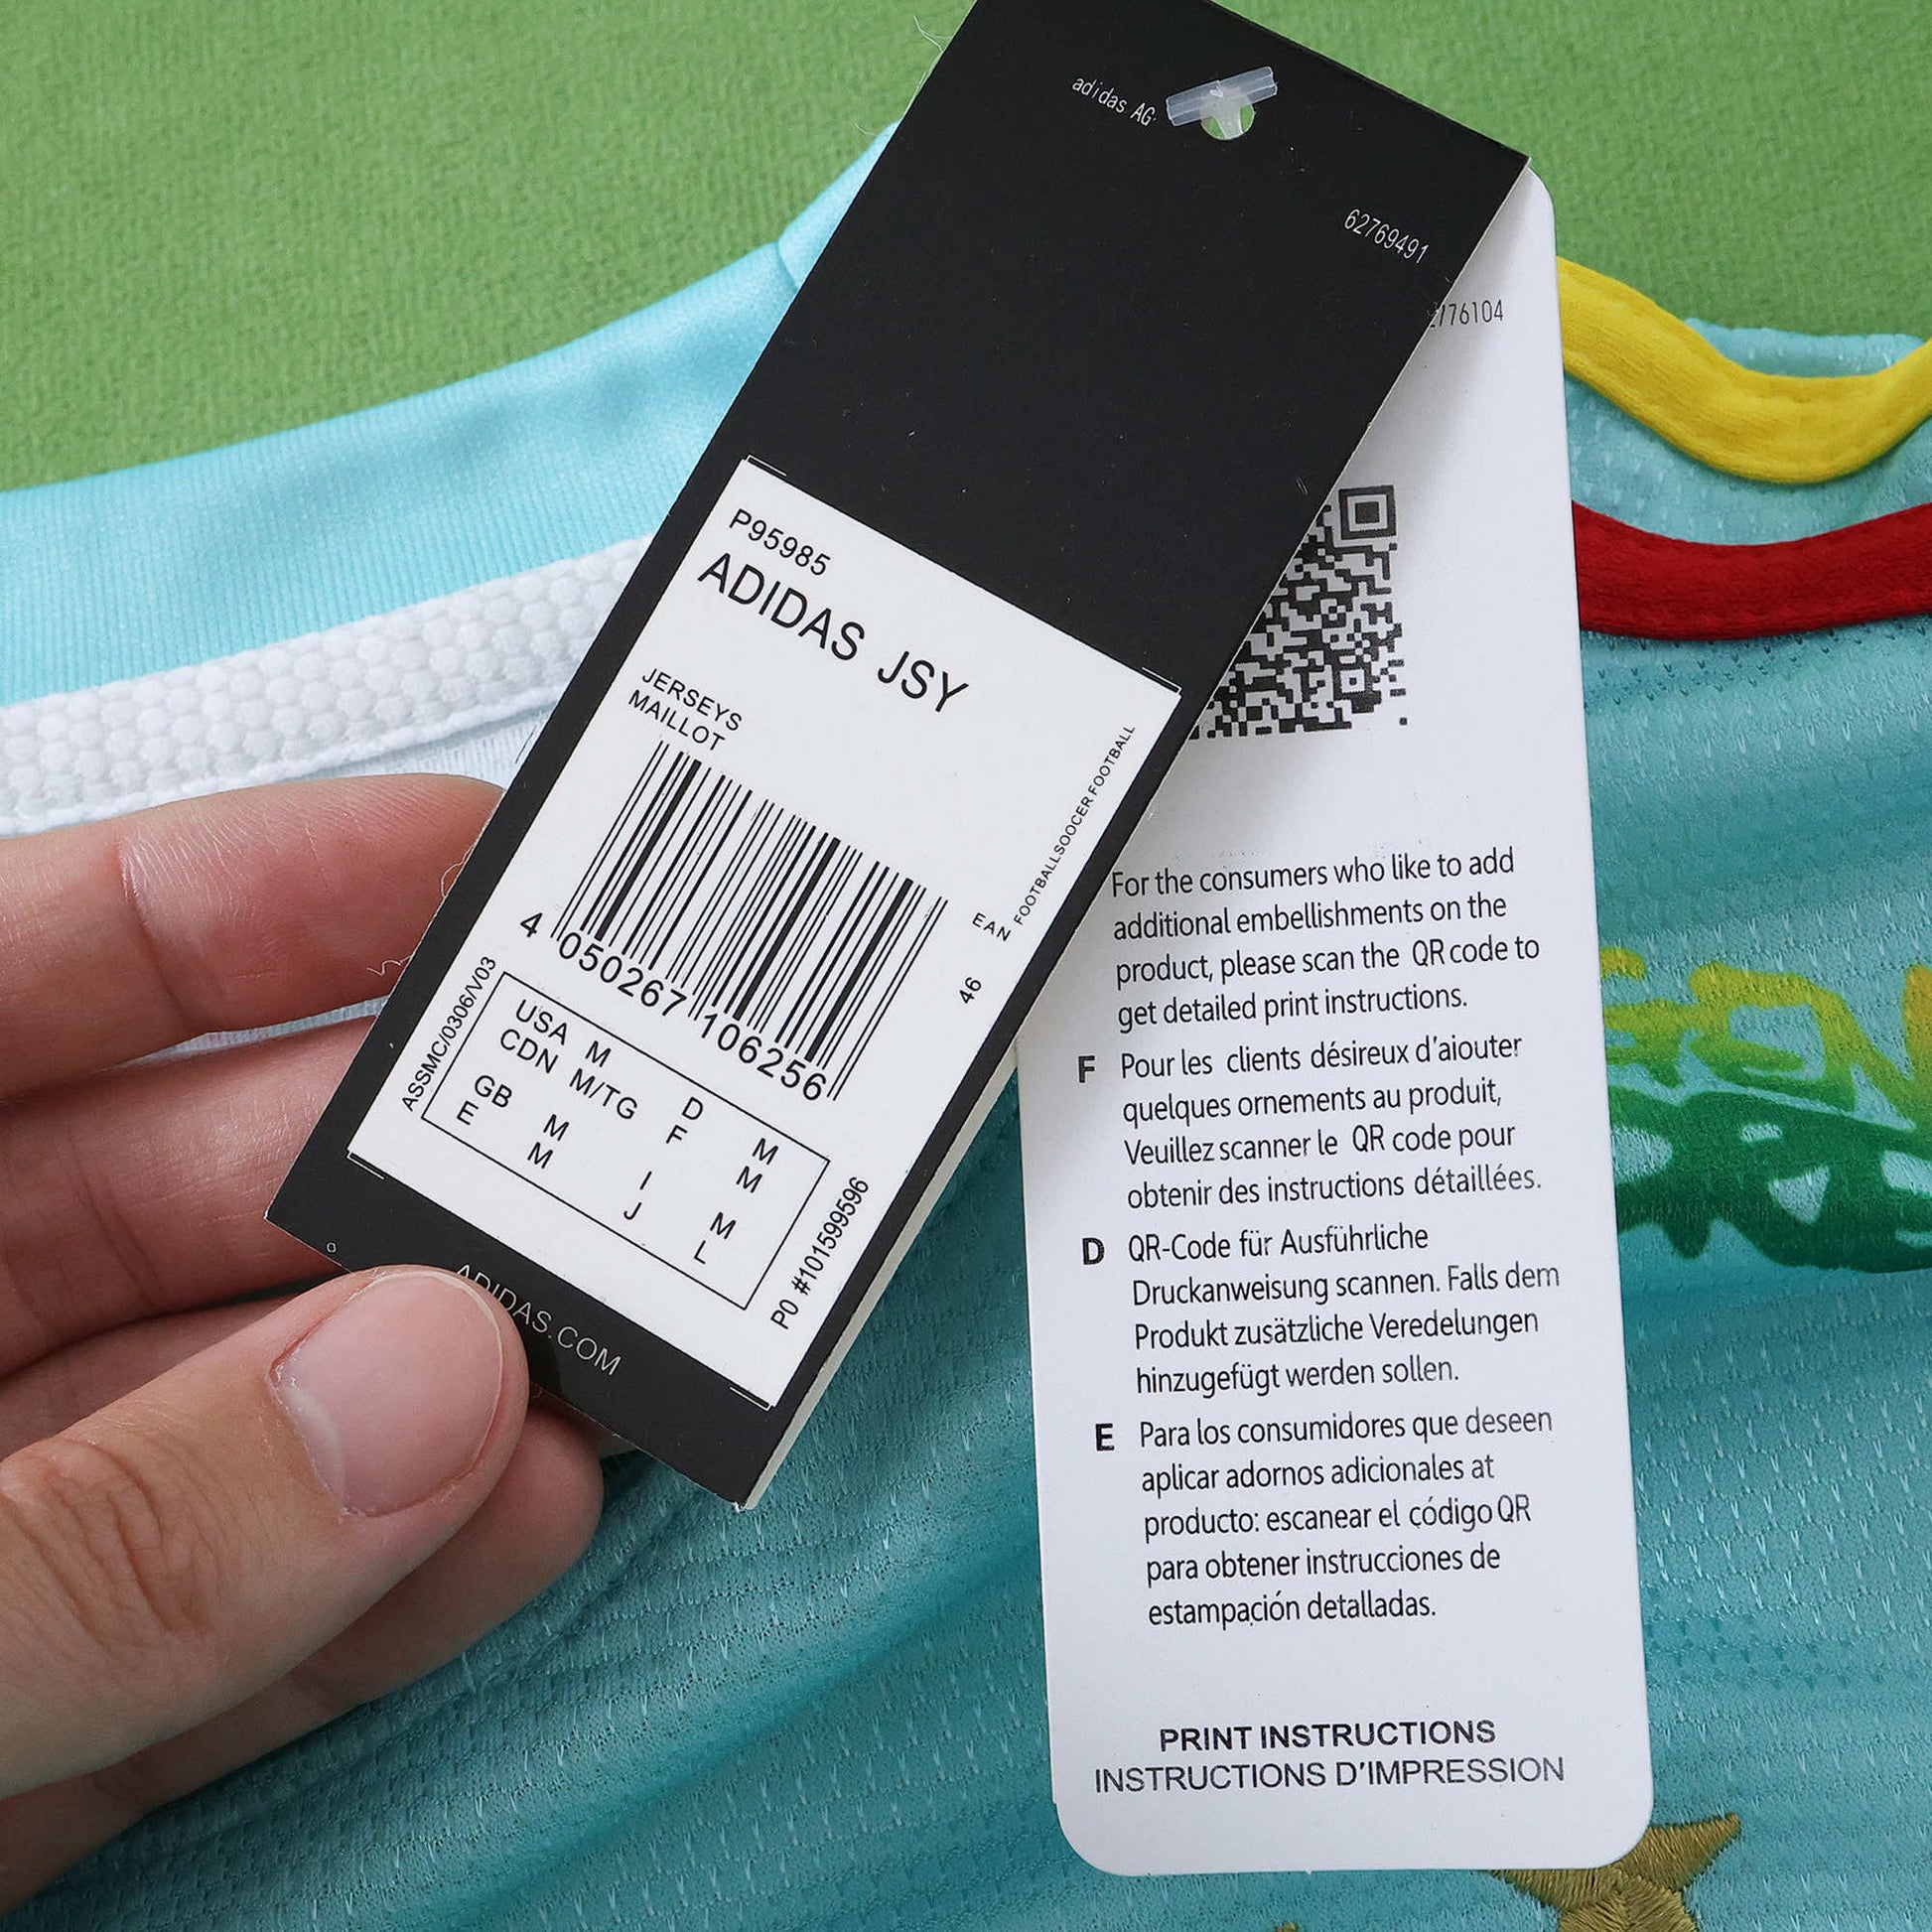 adidas AG
62769491
P95985
ADIDAS JSY
JERSEYS
MAILLOT
FOOTBALLSOCCER FOOTBALL
EAN
46
4 050267 106256
ASSMC/0306/V03
USA M D M
CDN M/TG F M
GB M I M
E M J L
PO #101599596
ADIDAS.COM
776104
For the consumers who like to add
additional embellishments on the
product, please scan the QR code to
get detailed print instructions.
F Pour les clients désireux d'aiouter
quelques ornements au produit,
Veuillez scanner le QR code pour
obtenir des instructions détaillées.
D QR-Code für Ausführliche
Druckanweisung scannen. Falls dem
Produkt zusätzliche Veredelungen
hinzugefügt werden sollen.
E Para los consumidores que deseen
aplicar adornos adicionales at
producto: escanear el código QR
para obtener instrucciones de
estampación detalladas.
PRINT INSTRUCTIONS
INSTRUCTIONS D'IMPRESSION